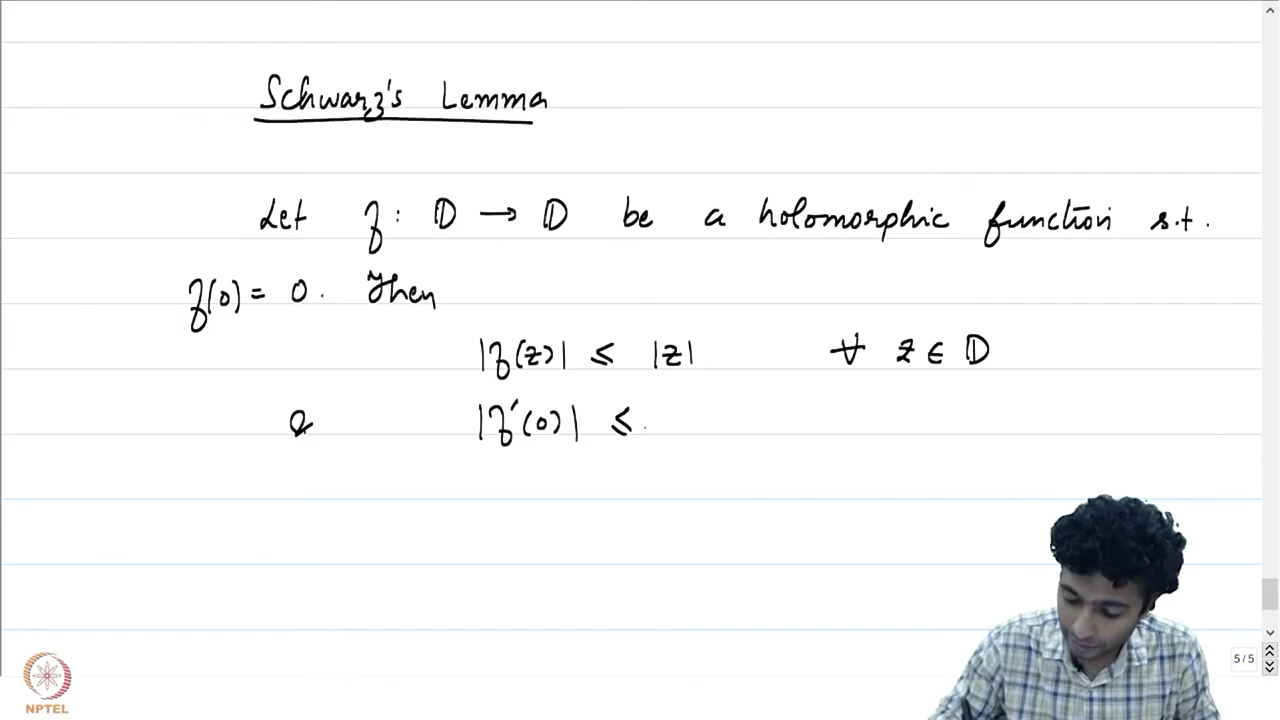 Schwarz's Lemma
Let f: 𝔻 → 𝔻 be a holomorphic function s.t.
f(0) = 0. Then
|f(z)| ≤ |z| ∀ z ∈ 𝔻
& |f'(0)| ≤
5 / 5
NPTEL